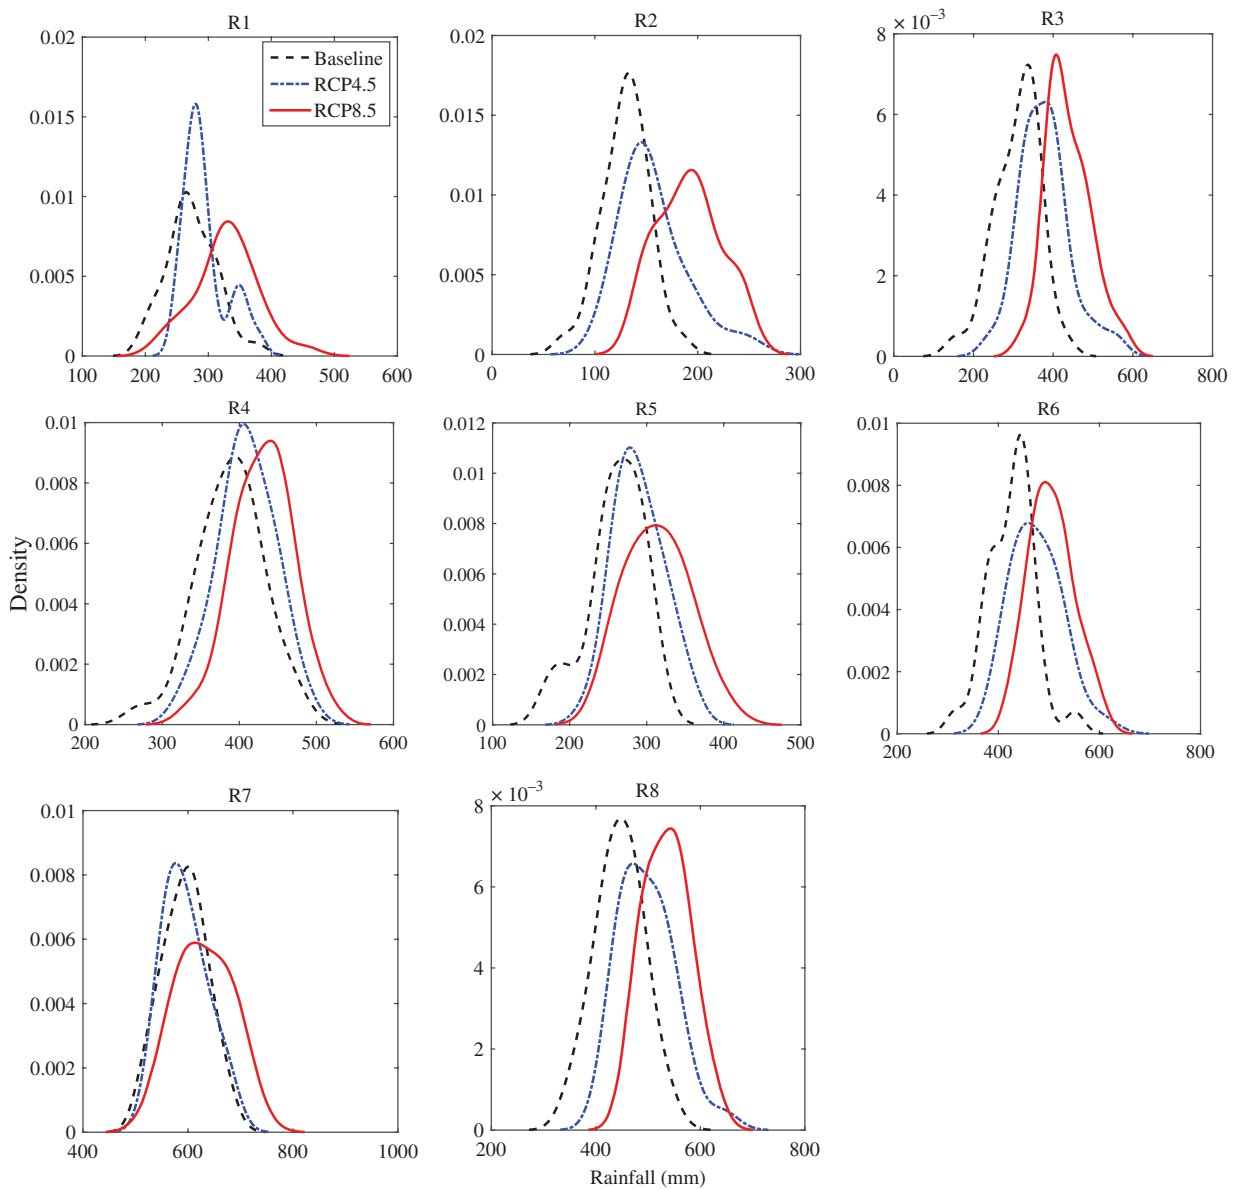 R1
0.02
0.015
0.01
0.005
0
100 200 300 400 500 600
Baseline
RCP4.5
RCP8.5
R2
0.02
0.015
0.01
0.005
0
0 100 200 300
R3
8 × 10⁻³
6
4
2
0
0 200 400 600 800
R4
0.01
0.008
0.006
0.004
0.002
0
200 300 400 500 600
Density
R5
0.012
0.01
0.008
0.006
0.004
0.002
0
100 200 300 400 500
R6
0.01
0.008
0.006
0.004
0.002
0
200 400 600 800
R7
0.01
0.008
0.006
0.004
0.002
0
400 600 800 1000
R8
8 × 10⁻³
6
4
2
0
200 400 600 800
Rainfall (mm)